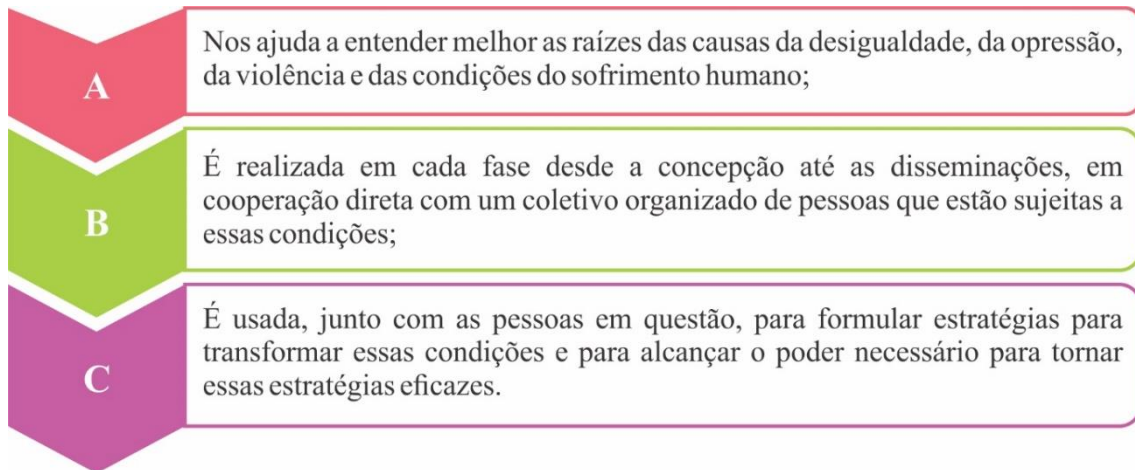 A
Nos ajuda a entender melhor as raízes das causas da desigualdade, da opressão,
da violência e das condições do sofrimento humano;
B
É realizada em cada fase desde a concepção até as disseminações, em
cooperação direta com um coletivo organizado de pessoas que estão sujeitas a
essas condições;
C
É usada, junto com as pessoas em questão, para formular estratégias para
transformar essas condições e para alcançar o poder necessário para tornar
essas estratégias eficazes.